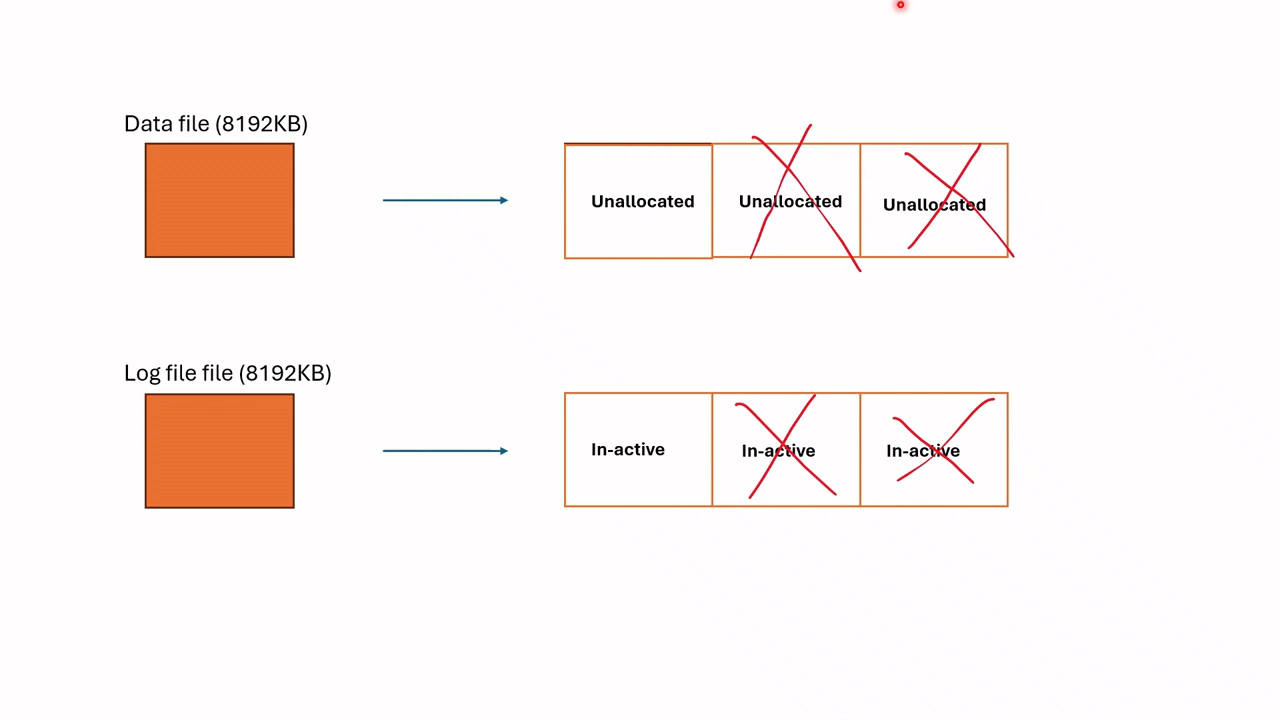 Data file (8192KB)
Unallocated
Unallocated
Unallocated
Log file file (8192KB)
In-active
In-active
In-active